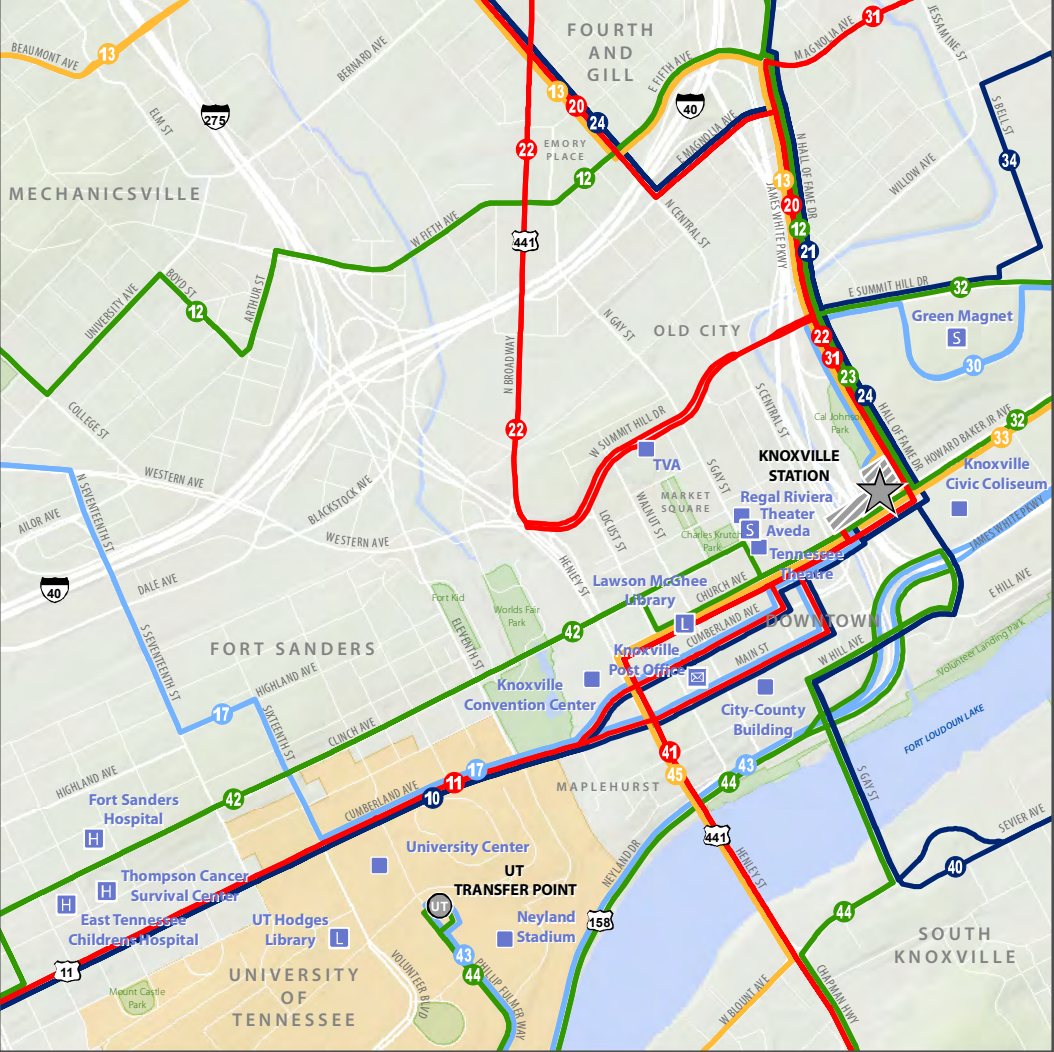 FOURTH
AND
GILL
31
JESSAMINE ST
MAGNOLIA AVE
BEAUMONT AVE
13
BERNARD AVE
E FIFTH AVE
275
ELM ST
13
20
24
40
E MAGNOLIA AVE
S BELL ST
22
EMORY
PLACE
12
N HALL OF FAME DR
34
WILLOW AVE
MECHANICSVILLE
13
20
12
21
JAMES WHITE PKWY
N CENTRAL ST
W FIFTH AVE
441
BOYD ST
UNIVERSITY AVE
12
ARTHUR ST
E SUMMIT HILL DR
32
Green Magnet
S
30
N GAY ST
OLD CITY
22
31
23
24
N BROADWAY
COLLEGE ST
S CENTRAL ST
Cal Johnson
Park
HALL OF FAME DR
HOWARD BAKER JR AVE
32
33
22
W SUMMIT HILL DR
TVA
KNOXVILLE
STATION
Knoxville
Civic Coliseum
WESTERN AVE
N SEVENTEENTH ST
BLACKSTOCK AVE
S GAY ST
MARKET
SQUARE
WALNUT ST
LOCUST ST
Regal Riviera
Theater
S
Aveda
Charles Krutch
Park
Tennessee
Theatre
JAMES WHITE PKWY
AILOR AVE
WESTERN AVE
40
DALE AVE
HENLEY ST
Lawson McGhee
Library
CHURCH AVE
L
E HILL AVE
Fort Kid
Worlds Fair
Park
42
CUMBERLAND AVE
DOWNTOWN
FORT SANDERS
S SEVENTEENTH ST
ELEVENTH ST
Knoxville
Post Office
MAIN ST
W HILL AVE
Volunteer Landing Park
HIGHLAND AVE
17
SIXTEENTH ST
Knoxville
Convention Center
City-County
Building
CLINCH AVE
FORT LOUDOUN LAKE
41
45
43
44
HIGHLAND AVE
42
CUMBERLAND AVE
10
11
17
MAPLEHURST
S GAY ST
Fort Sanders
Hospital
H
441
HENLEY ST
SEVIER AVE
University Center
NEYLAND DR
40
Thompson Cancer
Survival Center
H
H
UT
TRANSFER POINT
UT
East Tennessee
Childrens Hospital
UT Hodges
Library
L
Neyland
Stadium
158
44
11
43
44
SOUTH
KNOXVILLE
UNIVERSITY
OF
TENNESSEE
Mount Castle
Park
VOLUNTEER BLVD
PHILLIP FULMER WAY
W BLOUNT AVE
CHAPMAN HWY